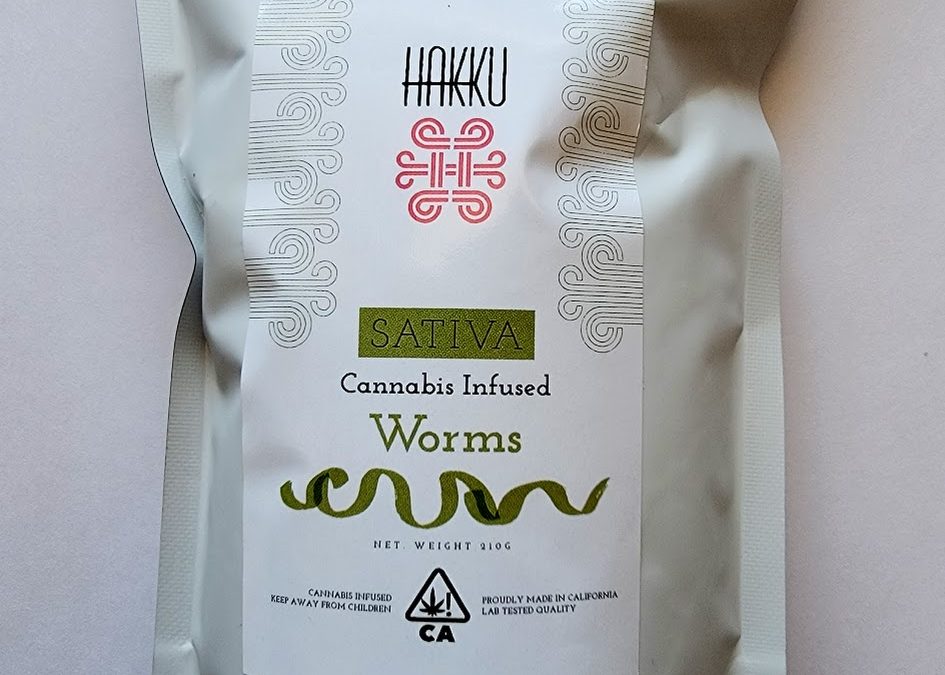 HAKKU
SATIVA
Cannabis Infused
Worms
NET. WEIGHT 210G
CANNABIS INFUSED
KEEP AWAY FROM CHILDREN
!
CA
PROUDLY MADE IN CALIFORNIA
LAB TESTED QUALITY